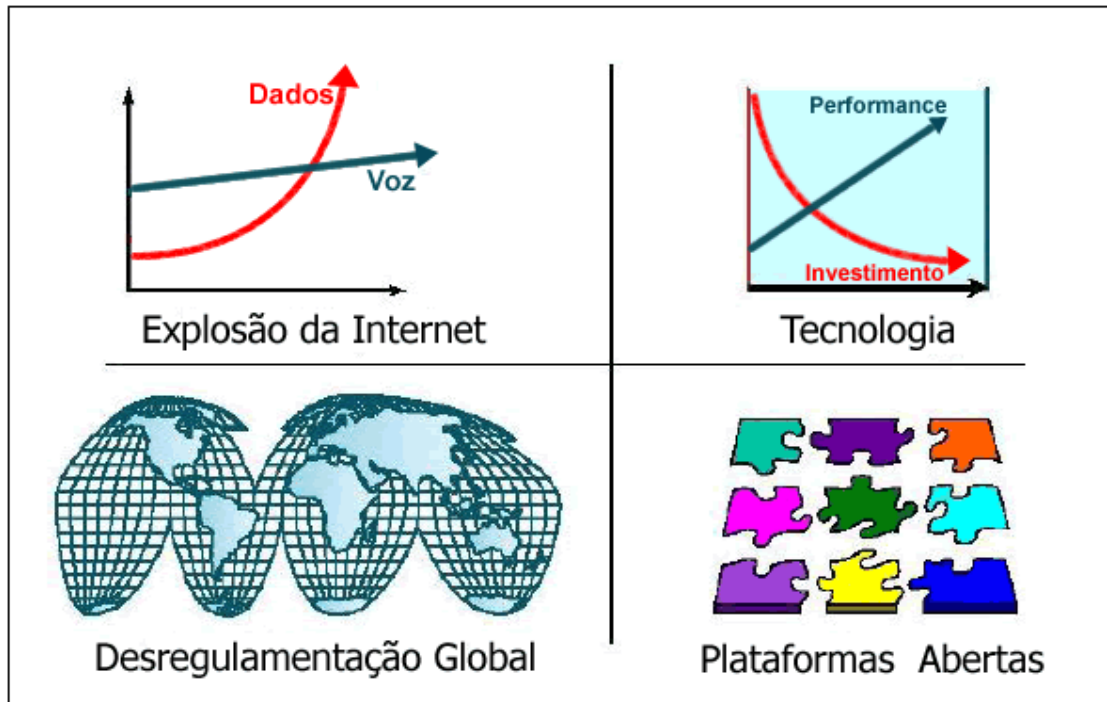 Dados
Voz
Explosão da Internet
Performance
Investimento
Tecnologia
Desregulamentação Global
Plataformas Abertas